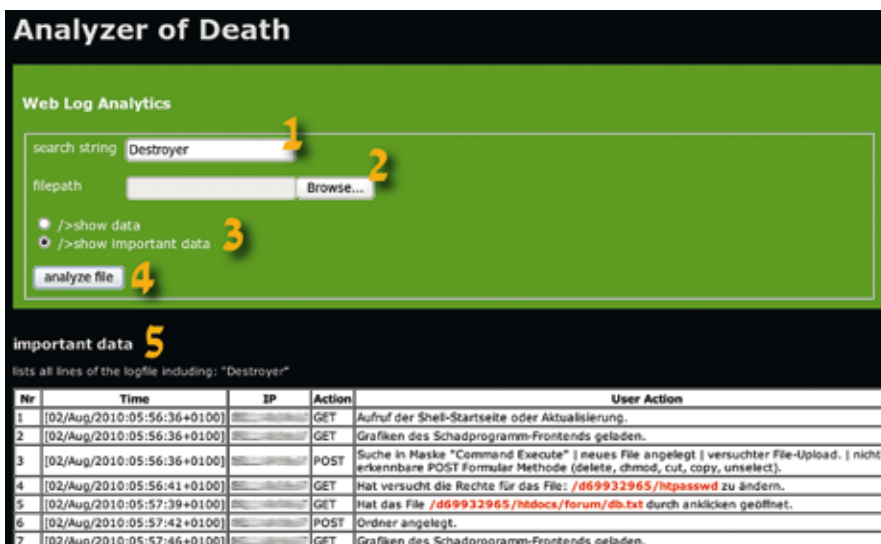 Analyzer of Death
Web Log Analytics
1
search string Destroyer
2
filepath Browse...
/>show data
3
/>show important data
analyze file 4
important data 5
lists all lines of the logfile including: "Destroyer"
Nr Time IP Action User Action
1 [02/Aug/2010:05:56:36+0100] GET Aufruf der Shell-Startseite oder Aktualisierung.
2 [02/Aug/2010:05:56:36+0100] GET Grafiken des Schadprogramm-Frontends geladen.
3 [02/Aug/2010:05:56:36+0100] POST Suche in Maske "Command Execute" | neues File angelegt | versuchter File-Upload. | nicht
erkennbare POST Formular Methode (delete, chmod, cut, copy, unselect).
4 [02/Aug/2010:05:56:41+0100] GET Hat versucht die Rechte für das File: /d69932965/htpasswd zu ändern.
5 [02/Aug/2010:05:57:39+0100] GET Hat das File /d69932965/htdocs/forum/db.txt durch anklicken geöffnet.
6 [02/Aug/2010:05:57:42+0100] POST Ordner angelegt.
7 [02/Aug/2010:05:57:46+0100] GET Grafiken des Schadprogramm-Frontends geladen.